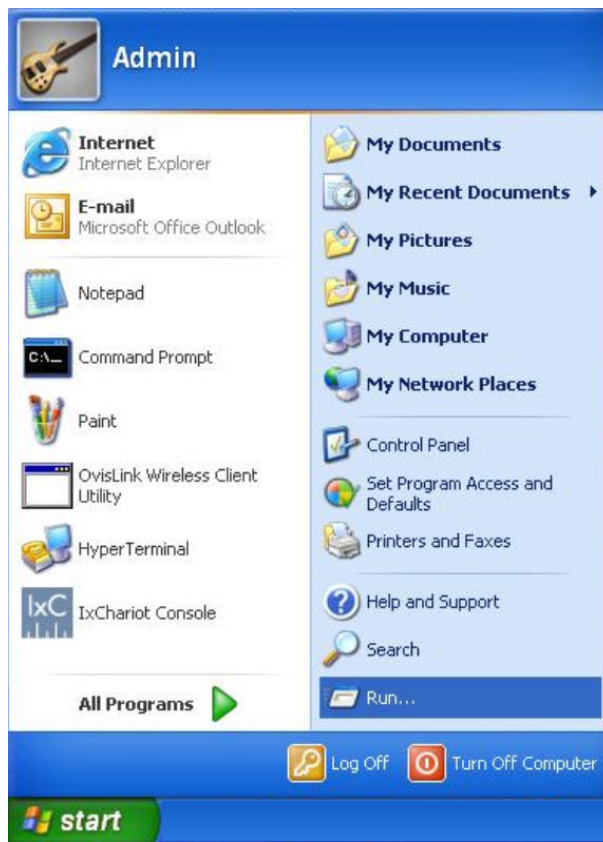 Admin
Internet
Internet Explorer
E-mail
Microsoft Office Outlook
Notepad
C:\_
Command Prompt
Paint
OvisLink Wireless Client
Utility
HyperTerminal
IxC
IxChariot Console
All Programs
My Documents
My Recent Documents
My Pictures
My Music
My Computer
My Network Places
Control Panel
Set Program Access and
Defaults
Printers and Faxes
Help and Support
Search
Run...
Log Off
Turn Off Computer
start